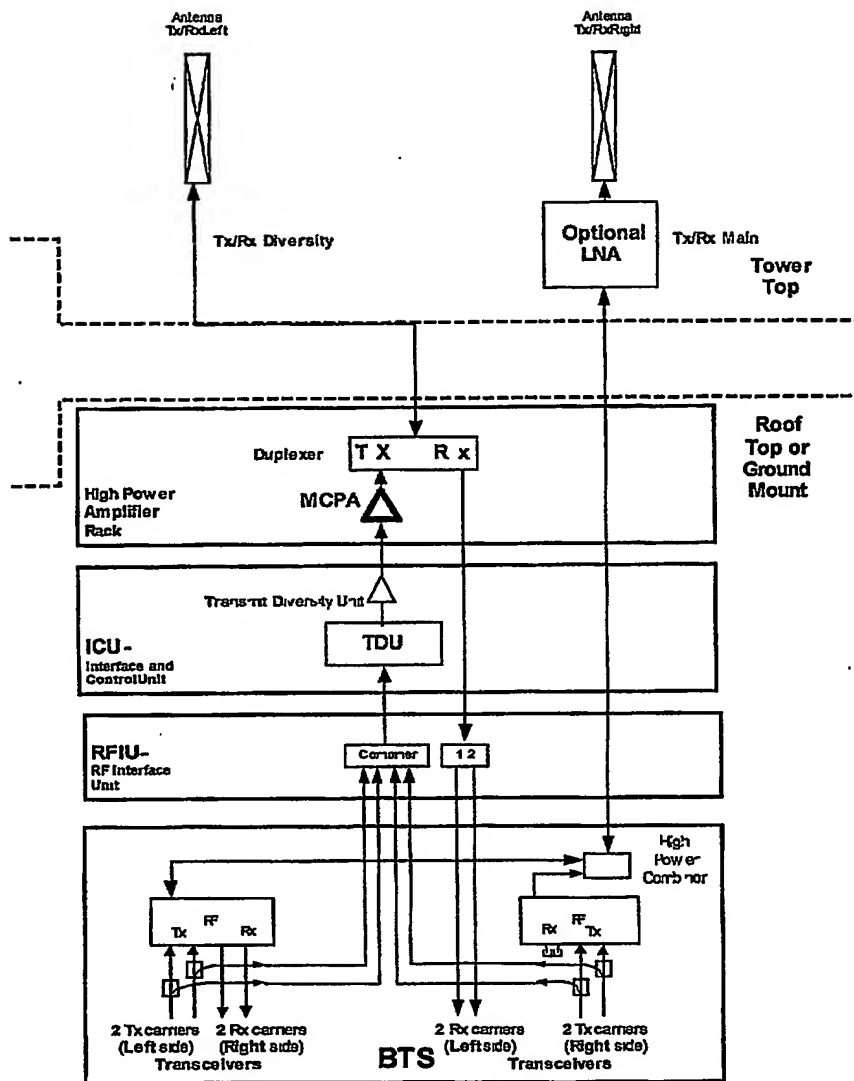 Antenna
Tx/RxLeft
Antenna
Tx/RxRight
Tx/Rx Diversity
Optional
LNA
Tx/Rx Main
Tower
Top
Duplexer
T X R x
MCPA
High Power
Amplifier
Rack
Roof
Top or
Ground
Mount
Transmit Diversity Unit
TDU
ICU-
Interface and
ControlUnit
RFIU-
RF Interface
Unit
1 2
High
Power
Tx RF Rx
Rx RF Tx
2 Tx carriers
(Left side)
2 Rx carriers
(Right side)
Transceivers
BTS
2 Rx carriers
(Left side)
2 Tx carriers
(Right side)
Transceivers